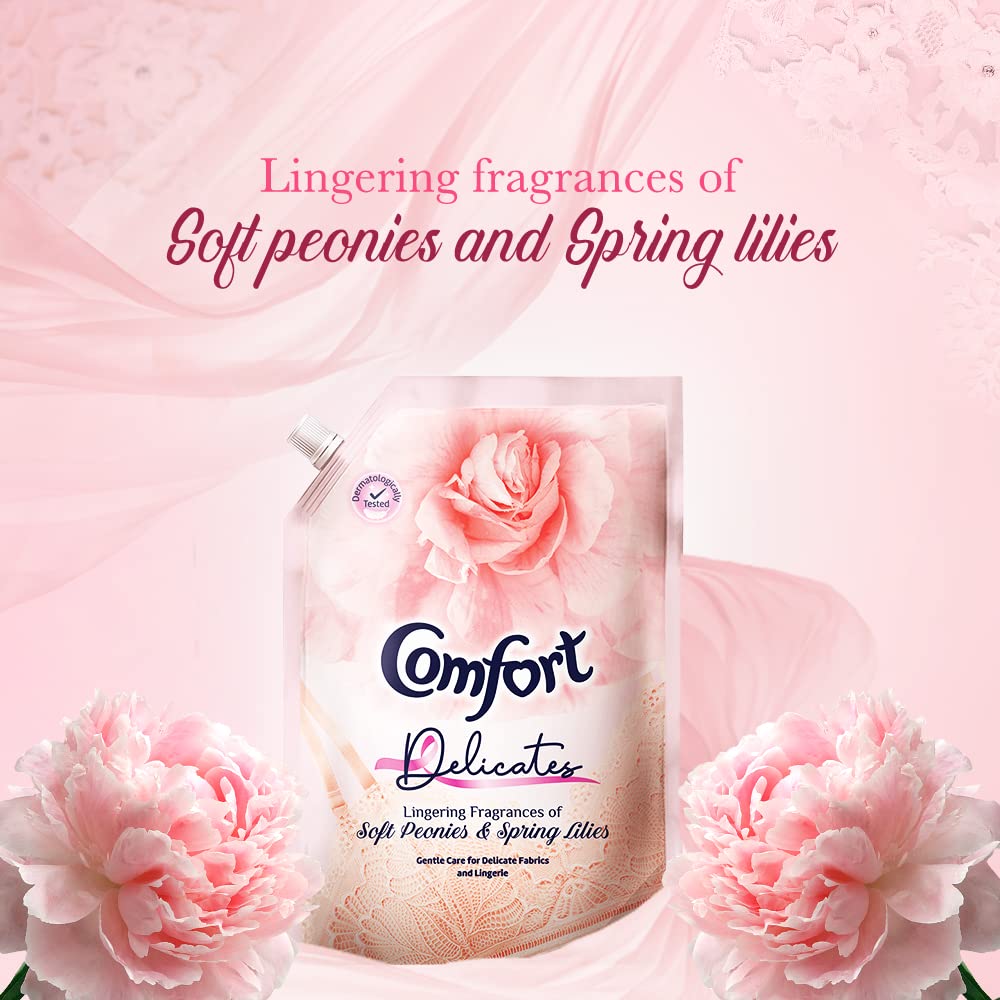 Lingering fragrances of
Soft peonies and Spring lilies
Dermatologically
Tested
Comfort
Delicates
Lingering Fragrances of
Soft Peonies & Spring Lilies
Gentle Care for Delicate Fabrics
and Lingerie